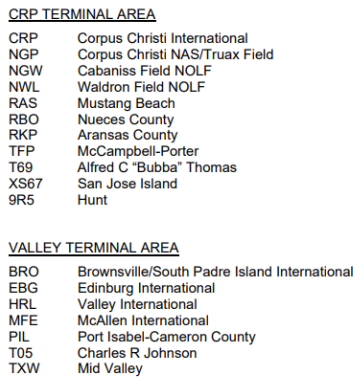 CRP TERMINAL AREA
CRP Corpus Christi International
NGP Corpus Christi NAS/Truax Field
NGW Cabaniss Field NOLF
NWL Waldron Field NOLF
RAS Mustang Beach
RBO Nueces County
RKP Aransas County
TFP McCampbell-Porter
T69 Alfred C “Bubba” Thomas
XS67 San Jose Island
9R5 Hunt
VALLEY TERMINAL AREA
BRO Brownsville/South Padre Island International
EBG Edinburg International
HRL Valley International
MFE McAllen International
PIL Port Isabel-Cameron County
T05 Charles R Johnson
TXW Mid Valley